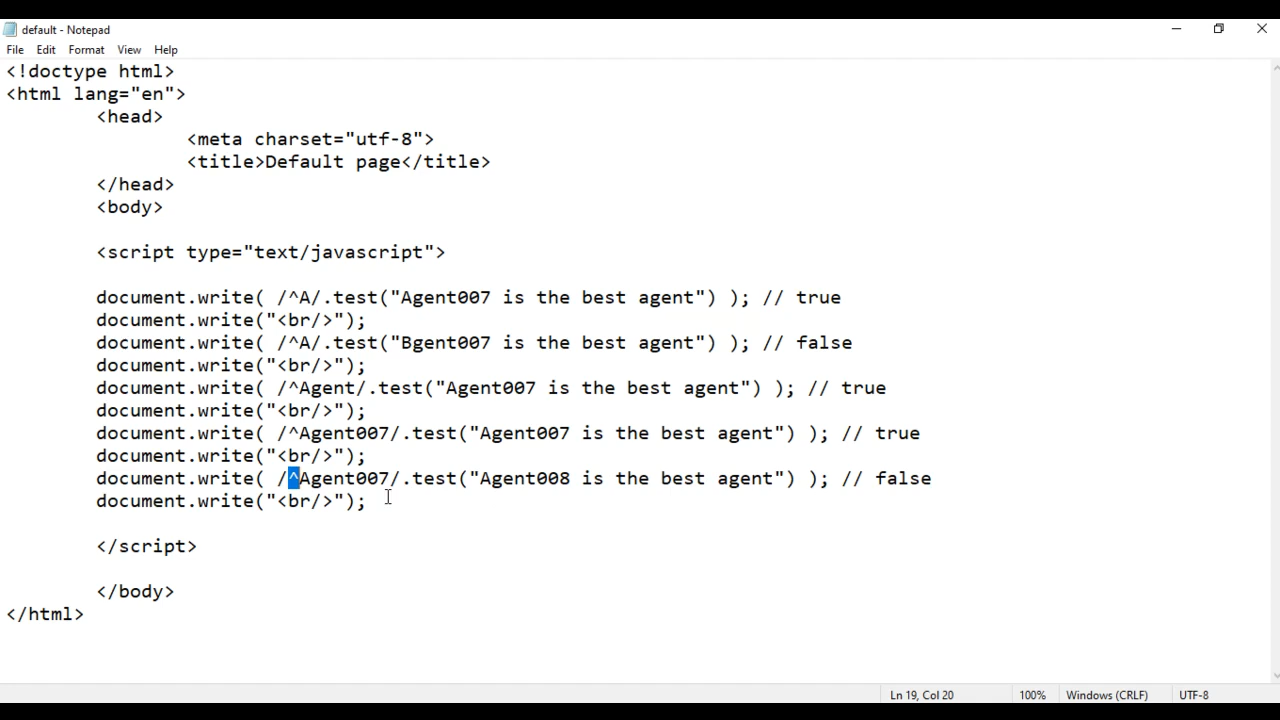 default - Notepad
File Edit Format View Help
<!doctype html>
<html lang="en">
<head>
<meta charset="utf-8">
<title>Default page</title>
</head>
<body>
<script type="text/javascript">
document.write( /^A/.test("Agent007 is the best agent") ); // true
document.write("<br/>");
document.write( /^A/.test("Bgent007 is the best agent") ); // false
document.write("<br/>");
document.write( /^Agent/.test("Agent007 is the best agent") ); // true
document.write("<br/>");
document.write( /^Agent007/.test("Agent007 is the best agent") ); // true
document.write("<br/>");
document.write( /^Agent007/.test("Agent008 is the best agent") ); // false
document.write("<br/>");
</script>
</body>
</html>
Ln 19, Col 20 100% Windows (CRLF) UTF-8